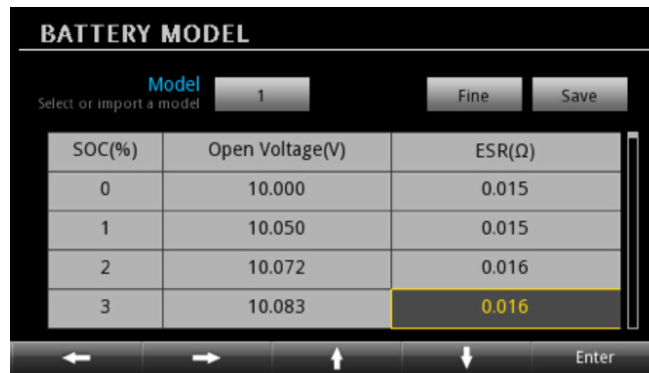 BATTERY MODEL
Model
Select or import a model
1
Fine
Save
SOC(%) Open Voltage(V) ESR(Ω)
0 10.000 0.015
1 10.050 0.015
2 10.072 0.016
3 10.083 0.016
Enter